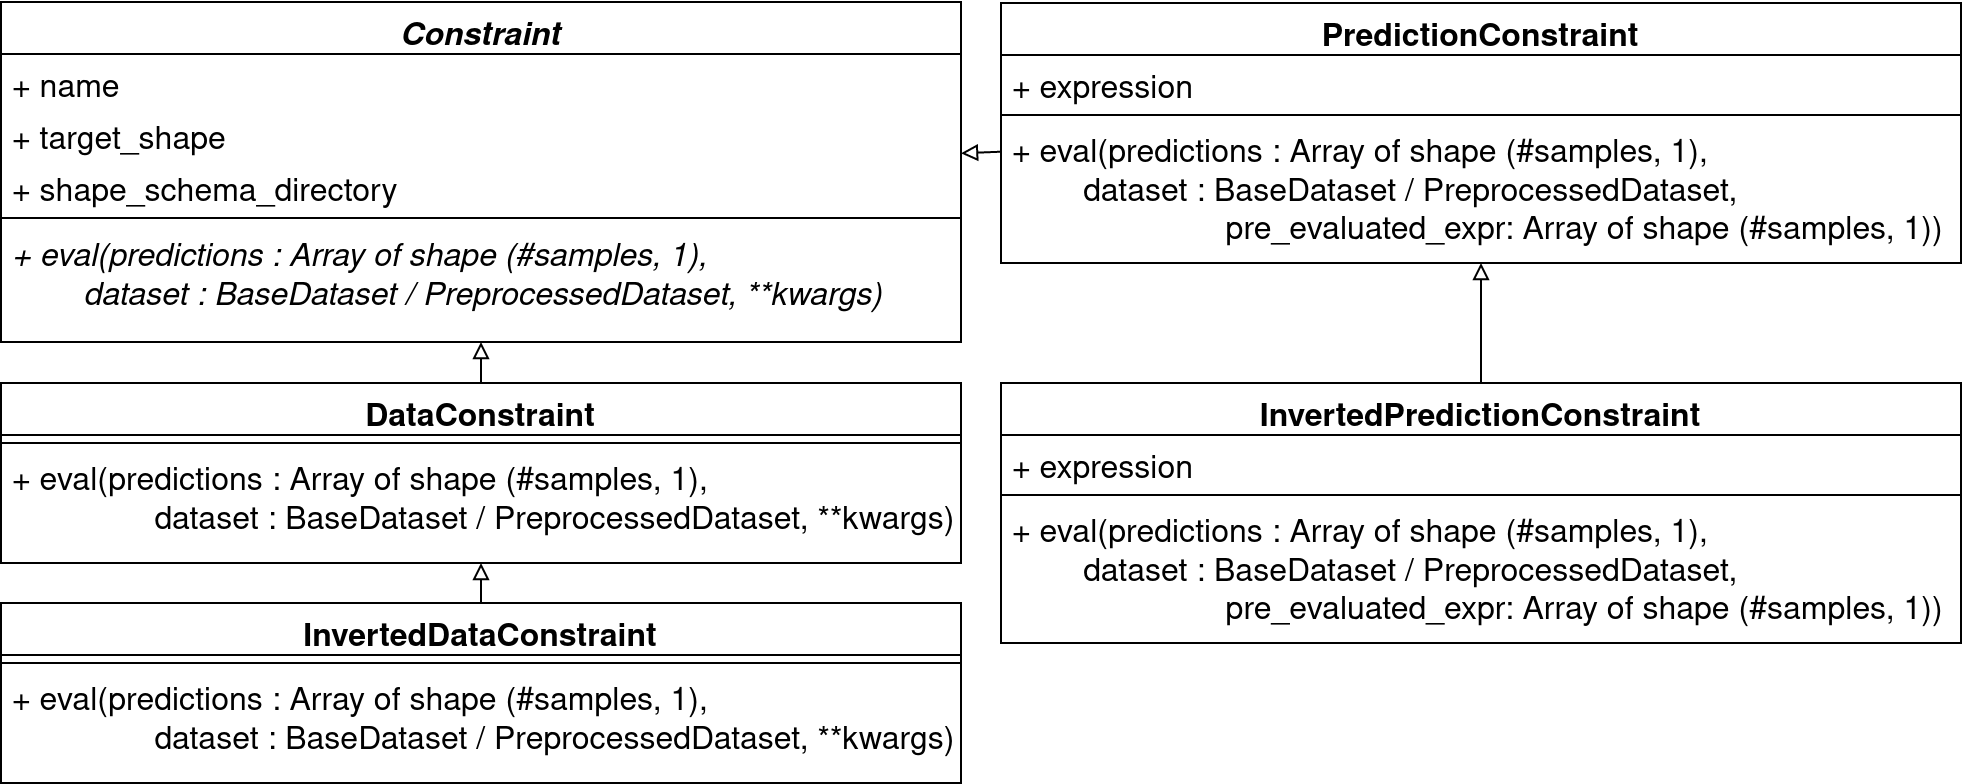 Constraint
+ name
+ target_shape
+ shape_schema_directory
+ eval(predictions : Array of shape (#samples, 1),
dataset : BaseDataset / PreprocessedDataset, **kwargs)
PredictionConstraint
+ expression
+ eval(predictions : Array of shape (#samples, 1),
dataset : BaseDataset / PreprocessedDataset,
pre_evaluated_expr: Array of shape (#samples, 1))
DataConstraint
+ eval(predictions : Array of shape (#samples, 1),
dataset : BaseDataset / PreprocessedDataset, **kwargs)
InvertedPredictionConstraint
+ expression
+ eval(predictions : Array of shape (#samples, 1),
dataset : BaseDataset / PreprocessedDataset,
pre_evaluated_expr: Array of shape (#samples, 1))
InvertedDataConstraint
+ eval(predictions : Array of shape (#samples, 1),
dataset : BaseDataset / PreprocessedDataset, **kwargs)